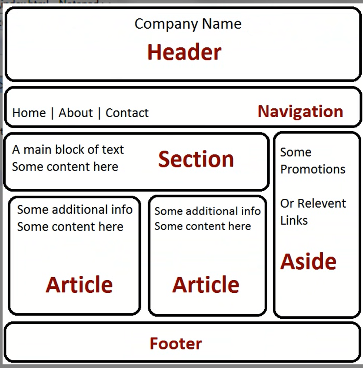 Company Name
Header
Home | About | Contact
Navigation
A main block of text
Some content here
Section
Some
Promotions
Or Relevent
Links
Aside
Some additional info
Some content here
Article
Some additional info
Some content here
Article
Footer